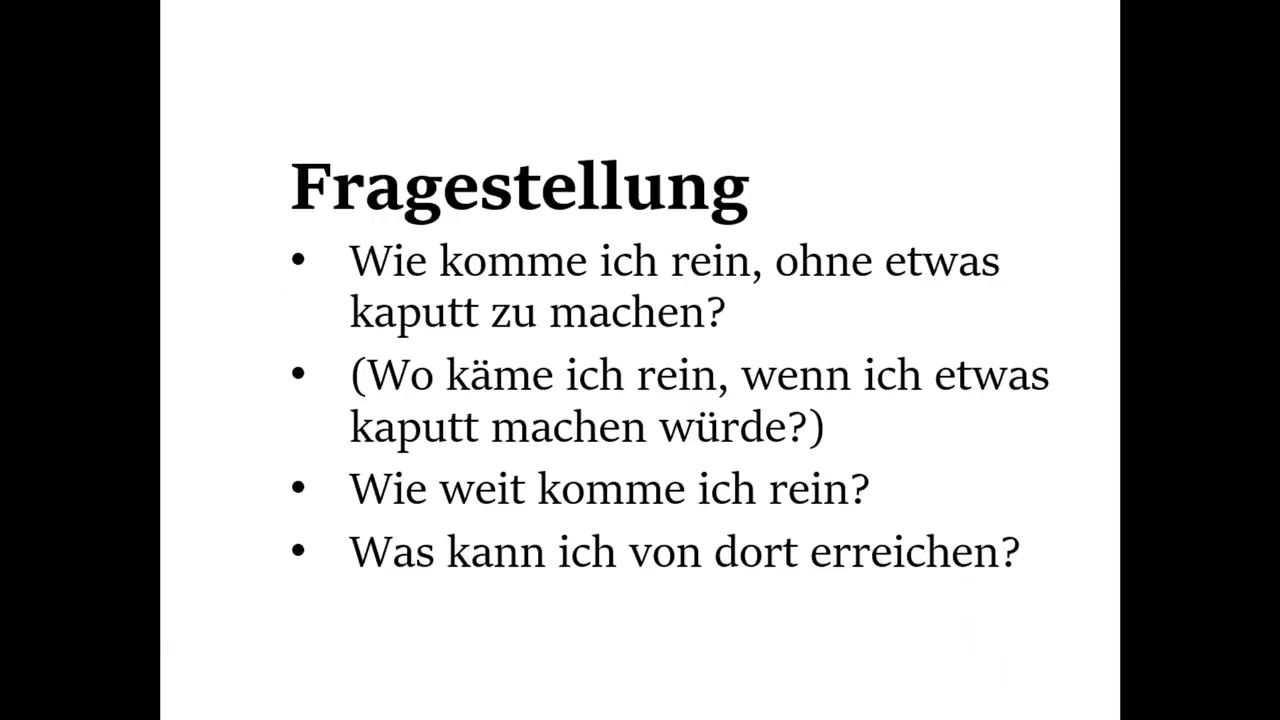 Fragestellung
• Wie komme ich rein, ohne etwas
kaputt zu machen?
• (Wo käme ich rein, wenn ich etwas
kaputt machen würde?)
• Wie weit komme ich rein?
• Was kann ich von dort erreichen?